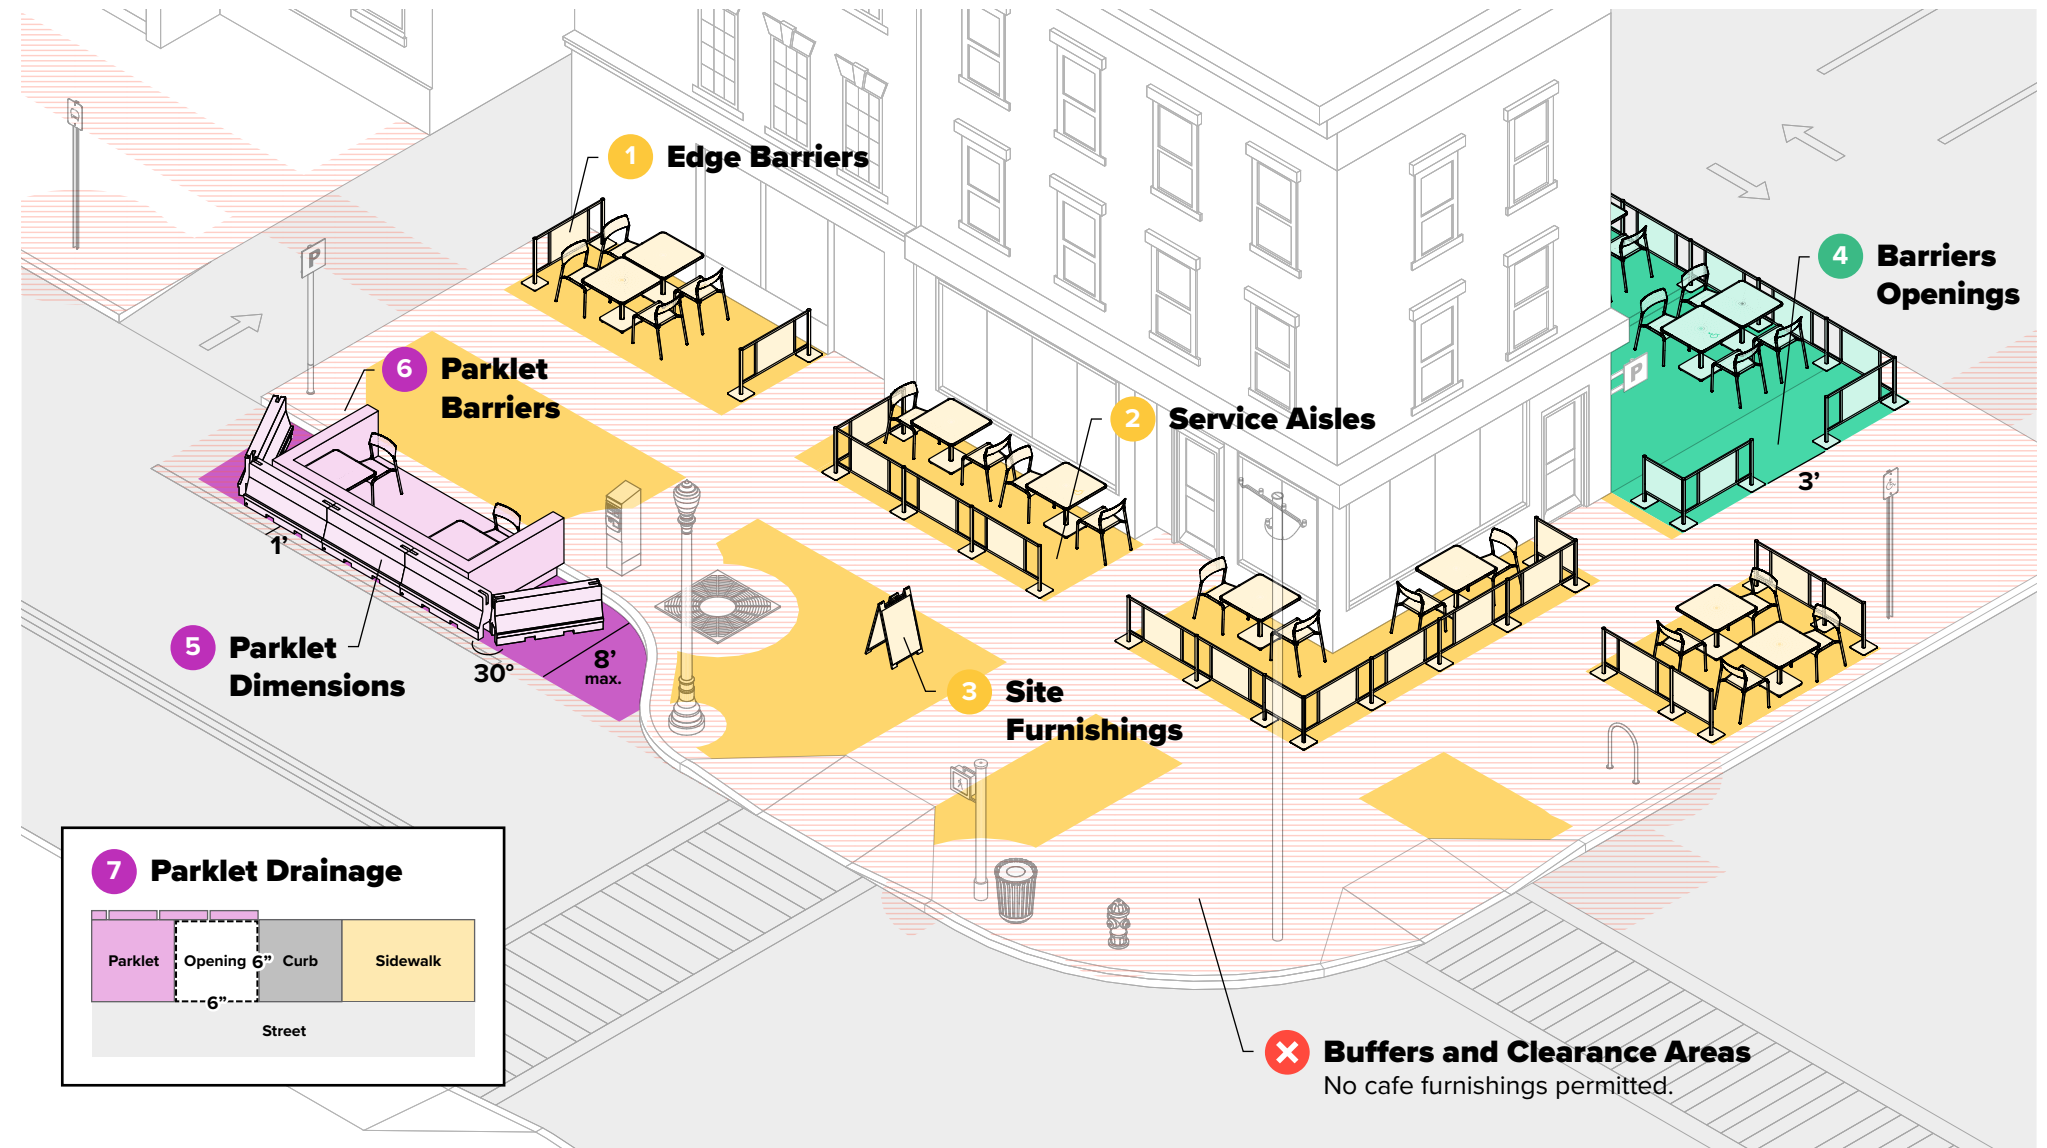 1 Edge Barriers
P
4 Barriers
Openings
6 Parklet
Barriers
P
2 Service Aisles
3’
1’
5 Parklet
Dimensions
30°
8’
max.
3 Site
Furnishings
7 Parklet Drainage
Parklet Opening 6” Curb Sidewalk
6”
Street
Buffers and Clearance Areas
No cafe furnishings permitted.